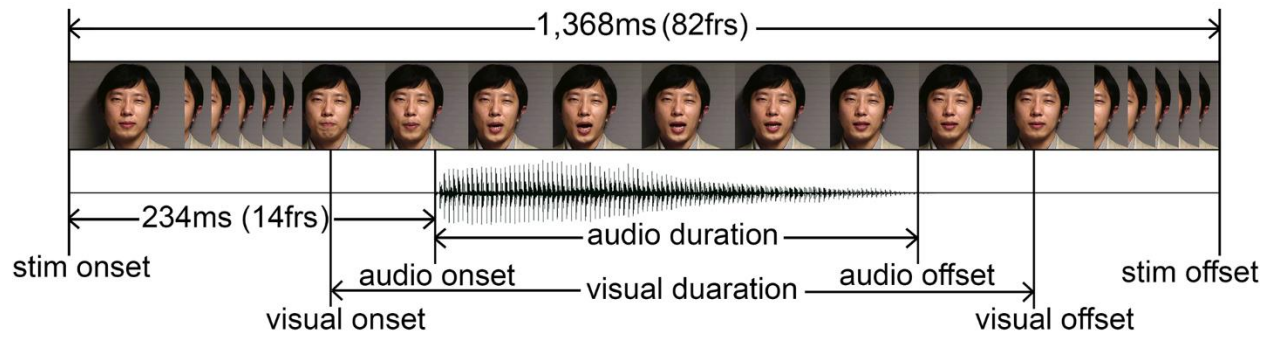 1,368ms (82frs)
234ms (14frs)
audio duration
stim onset
audio onset
audio offset
stim offset
visual duaration
visual onset
visual offset